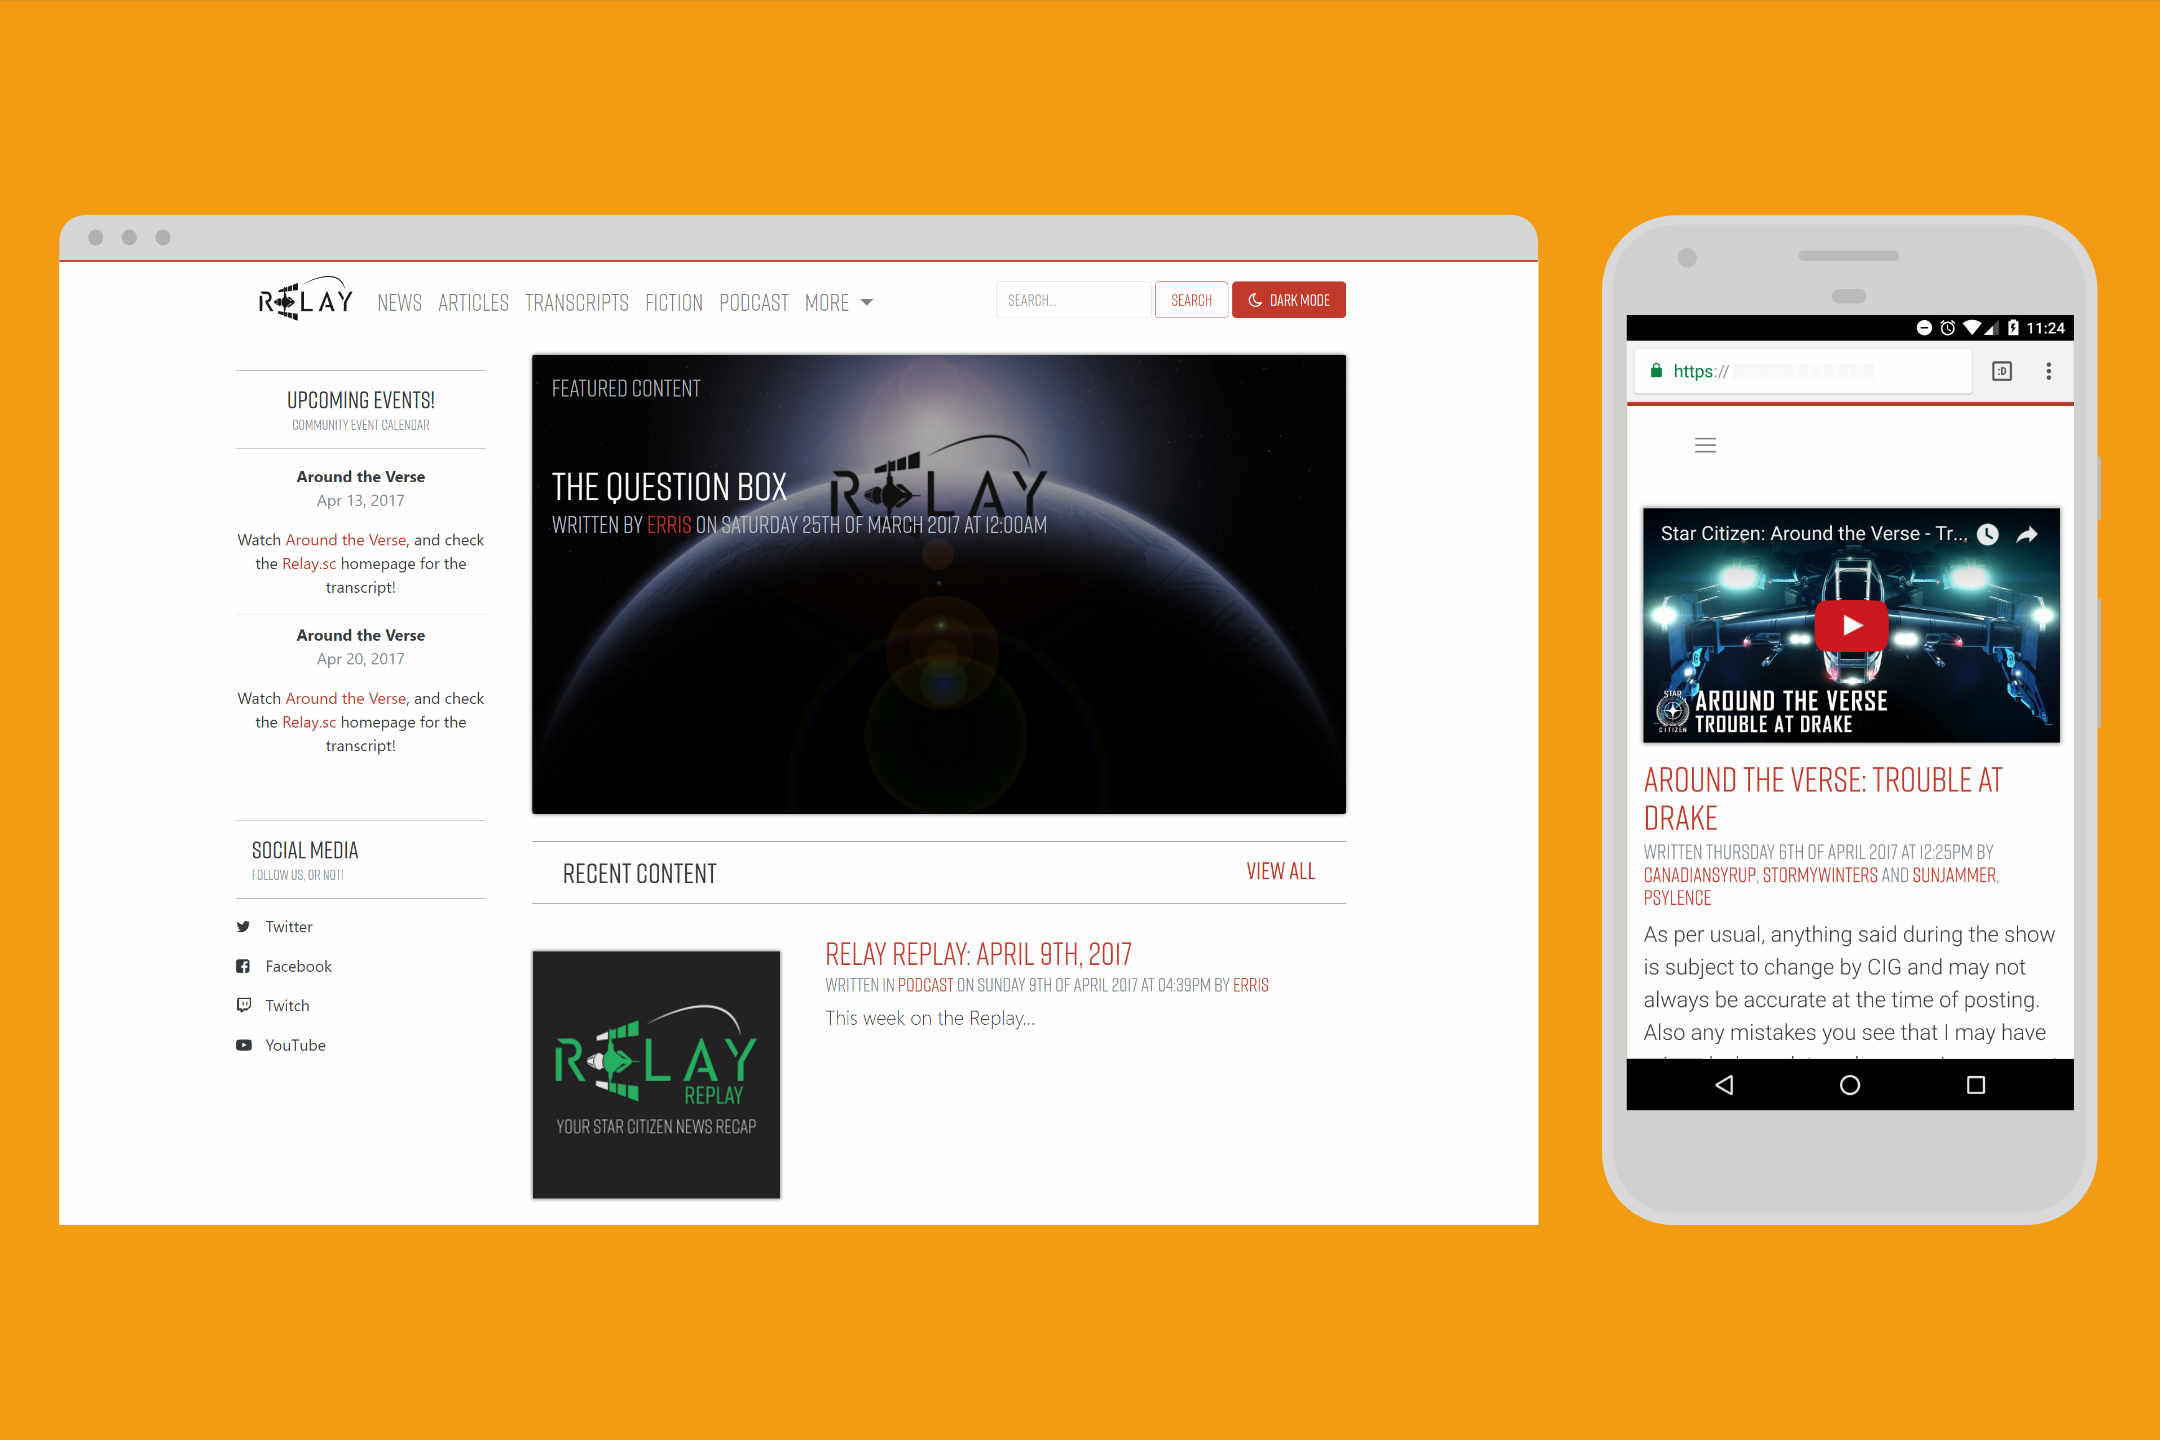 RELAY
NEWS ARTICLES TRANSCRIPTS FICTION PODCAST MORE
SEARCH...
SEARCH
DARK MODE
UPCOMING EVENTS!
COMMUNITY EVENT CALENDAR
Around the Verse
Apr 13, 2017
Watch Around the Verse, and check
the Relay.sc homepage for the
transcript!
Around the Verse
Apr 20, 2017
Watch Around the Verse, and check
the Relay.sc homepage for the
transcript!
SOCIAL MEDIA
FOLLOW US, OR NOT!
Twitter
Facebook
Twitch
YouTube
FEATURED CONTENT
RELAY
THE QUESTION BOX
WRITTEN BY ERRIS ON SATURDAY 25TH OF MARCH 2017 AT 12:00AM
RECENT CONTENT
VIEW ALL
RELAY
REPLAY
YOUR STAR CITIZEN NEWS RECAP
RELAY REPLAY: APRIL 9TH, 2017
WRITTEN IN PODCAST ON SUNDAY 9TH OF APRIL 2017 AT 04:39PM BY ERRIS
This week on the Replay...
11:24
https://
:D
Star Citizen: Around the Verse - Tr...
STAR
CITIZEN
AROUND THE VERSE
TROUBLE AT DRAKE
AROUND THE VERSE: TROUBLE AT
DRAKE
WRITTEN THURSDAY 6TH OF APRIL 2017 AT 12:25PM BY
CANADIANSYRUP, STORMYWINTERS AND SUNJAMMER,
PSYLENCE
As per usual, anything said during the show
is subject to change by CIG and may not
always be accurate at the time of posting.
Also any mistakes you see that I may have